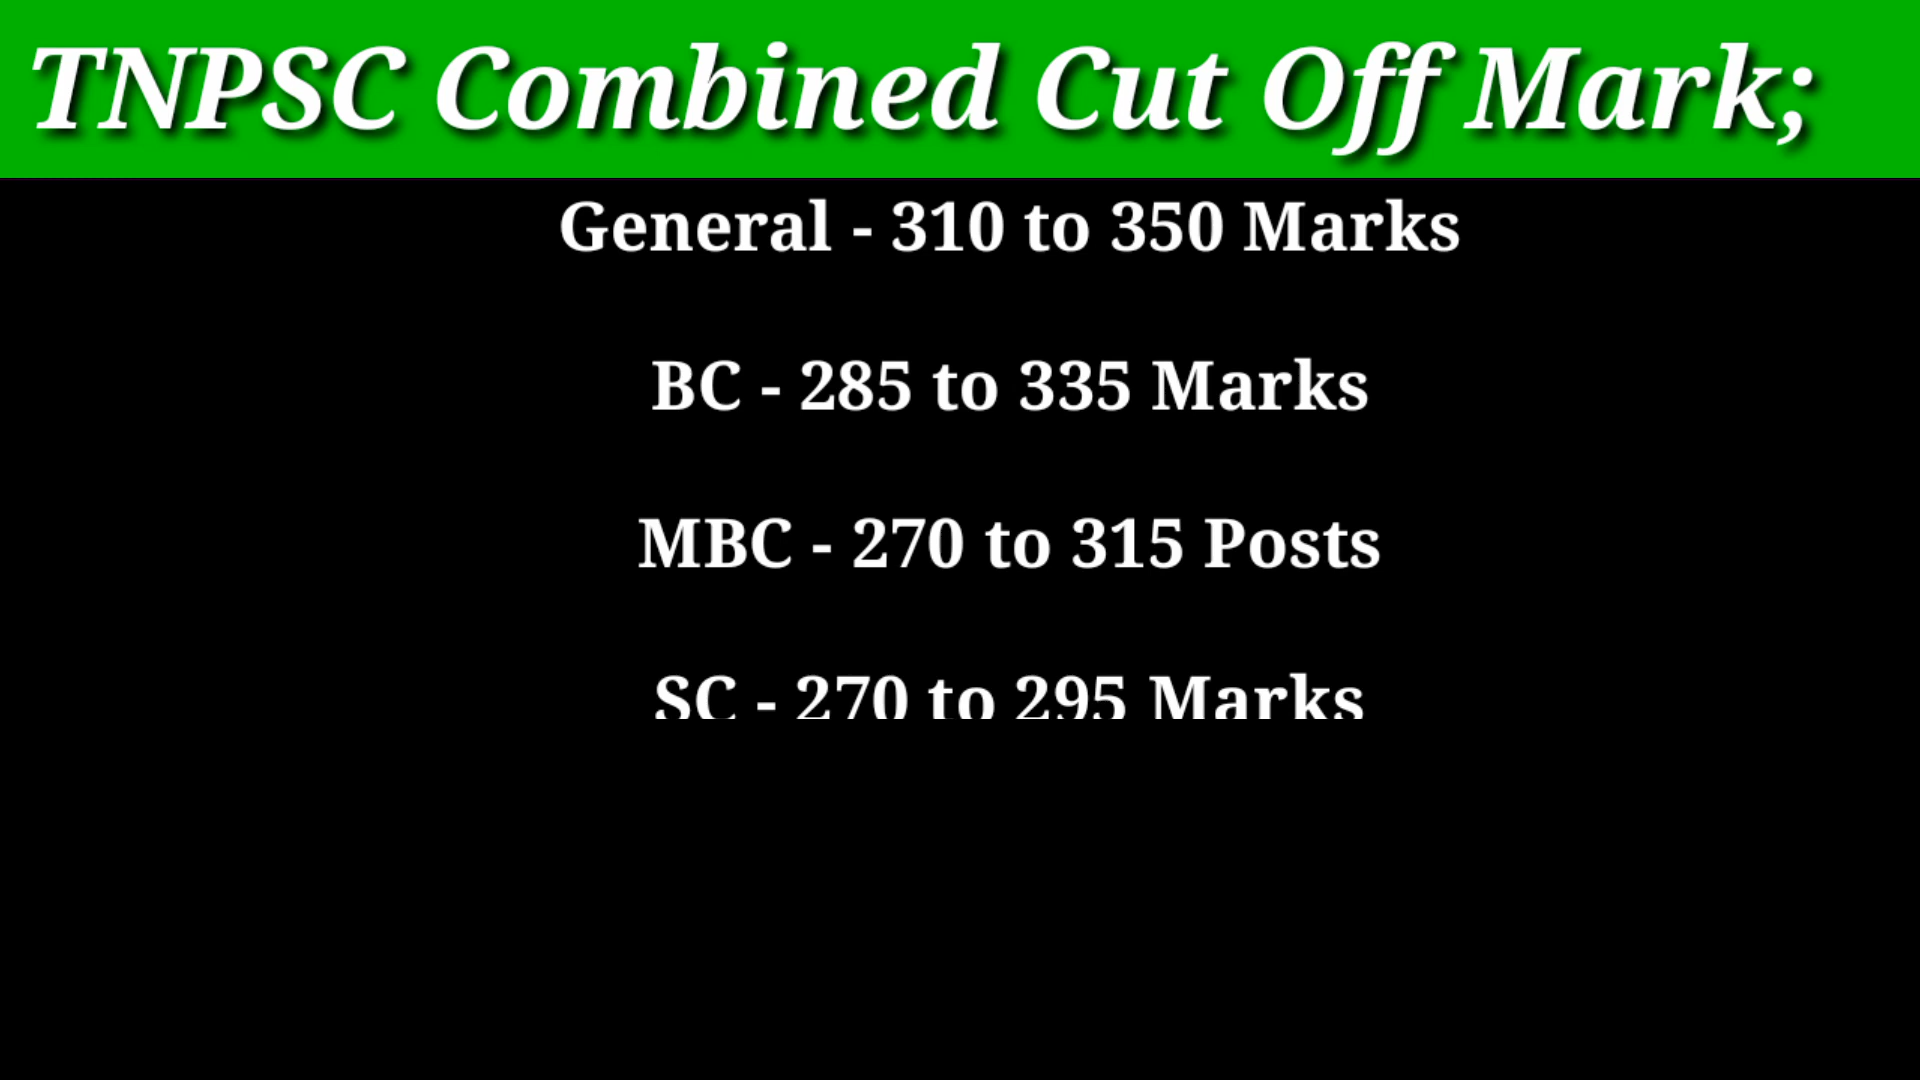 TNPSC Combined Cut Off Mark;
General - 310 to 350 Marks
BC - 285 to 335 Marks
MBC - 270 to 315 Posts
SC - 270 to 295 Marks